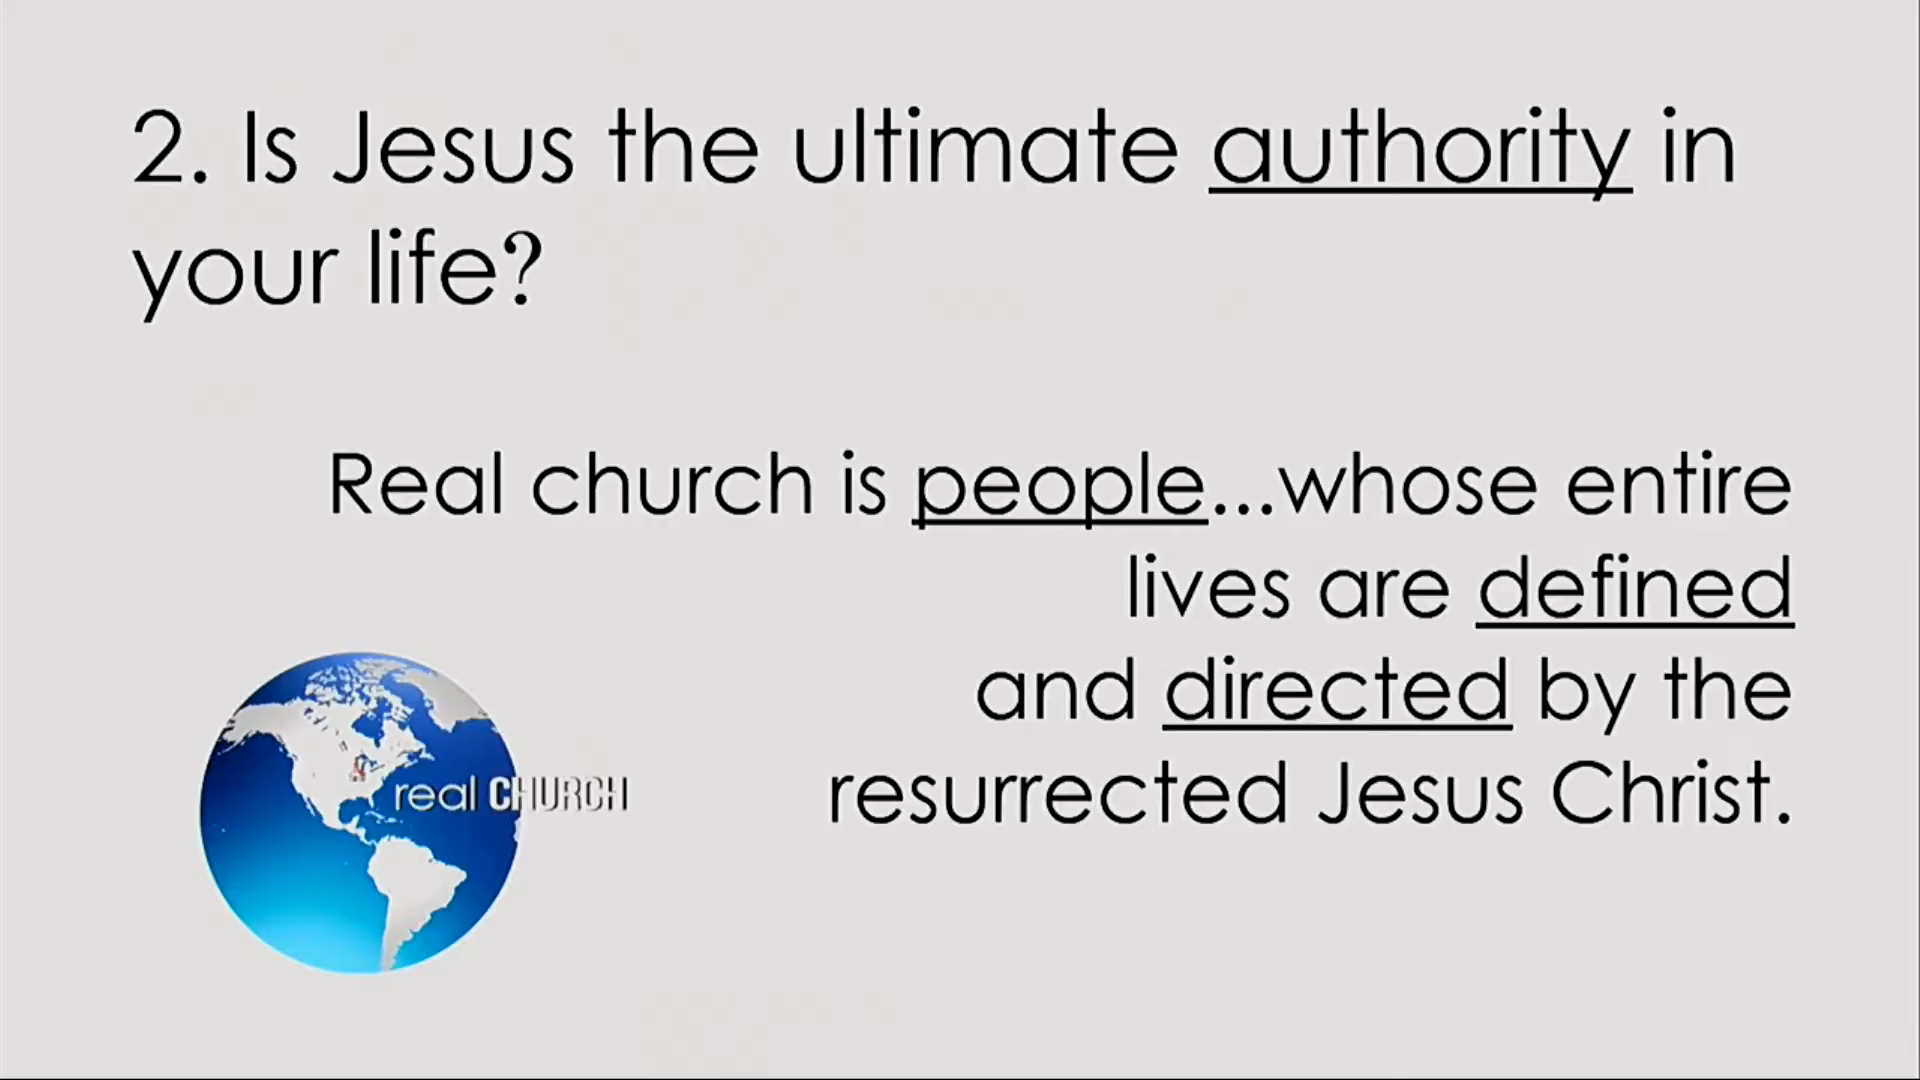 2. Is Jesus the ultimate authority in
your life?
Real church is people...whose entire
lives are defined
and directed by the
resurrected Jesus Christ.
real CHURCH